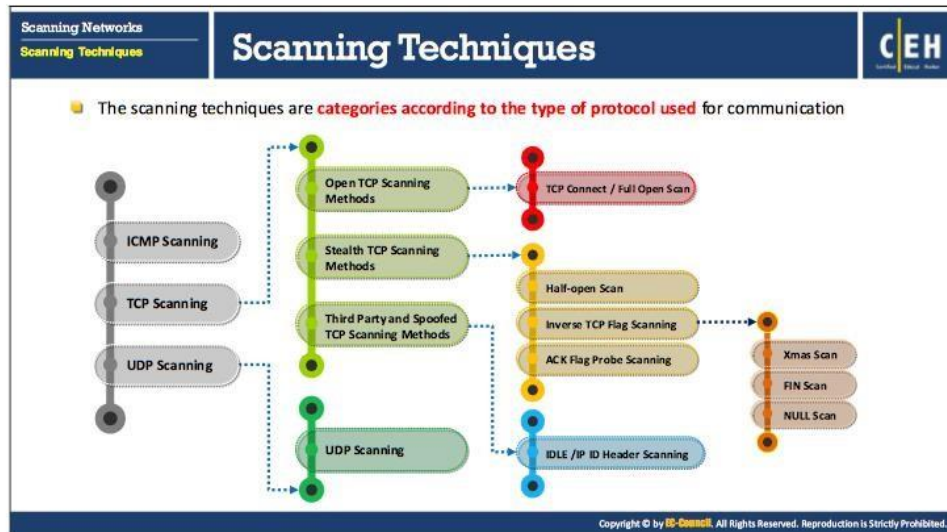 Scanning Networks
Scanning Techniques
Scanning Techniques
C|EH
The scanning techniques are categories according to the type of protocol used for communication
ICMP Scanning
TCP Scanning
UDP Scanning
Open TCP Scanning
Methods
Stealth TCP Scanning
Methods
Third Party and Spoofed
TCP Scanning Methods
UDP Scanning
TCP Connect / Full Open Scan
Half-open Scan
Inverse TCP Flag Scanning
ACK Flag Probe Scanning
IDLE /IP ID Header Scanning
Xmas Scan
FIN Scan
NULL Scan
Copyright © by EC-Council. All Rights Reserved. Reproduction is Strictly Prohibited.